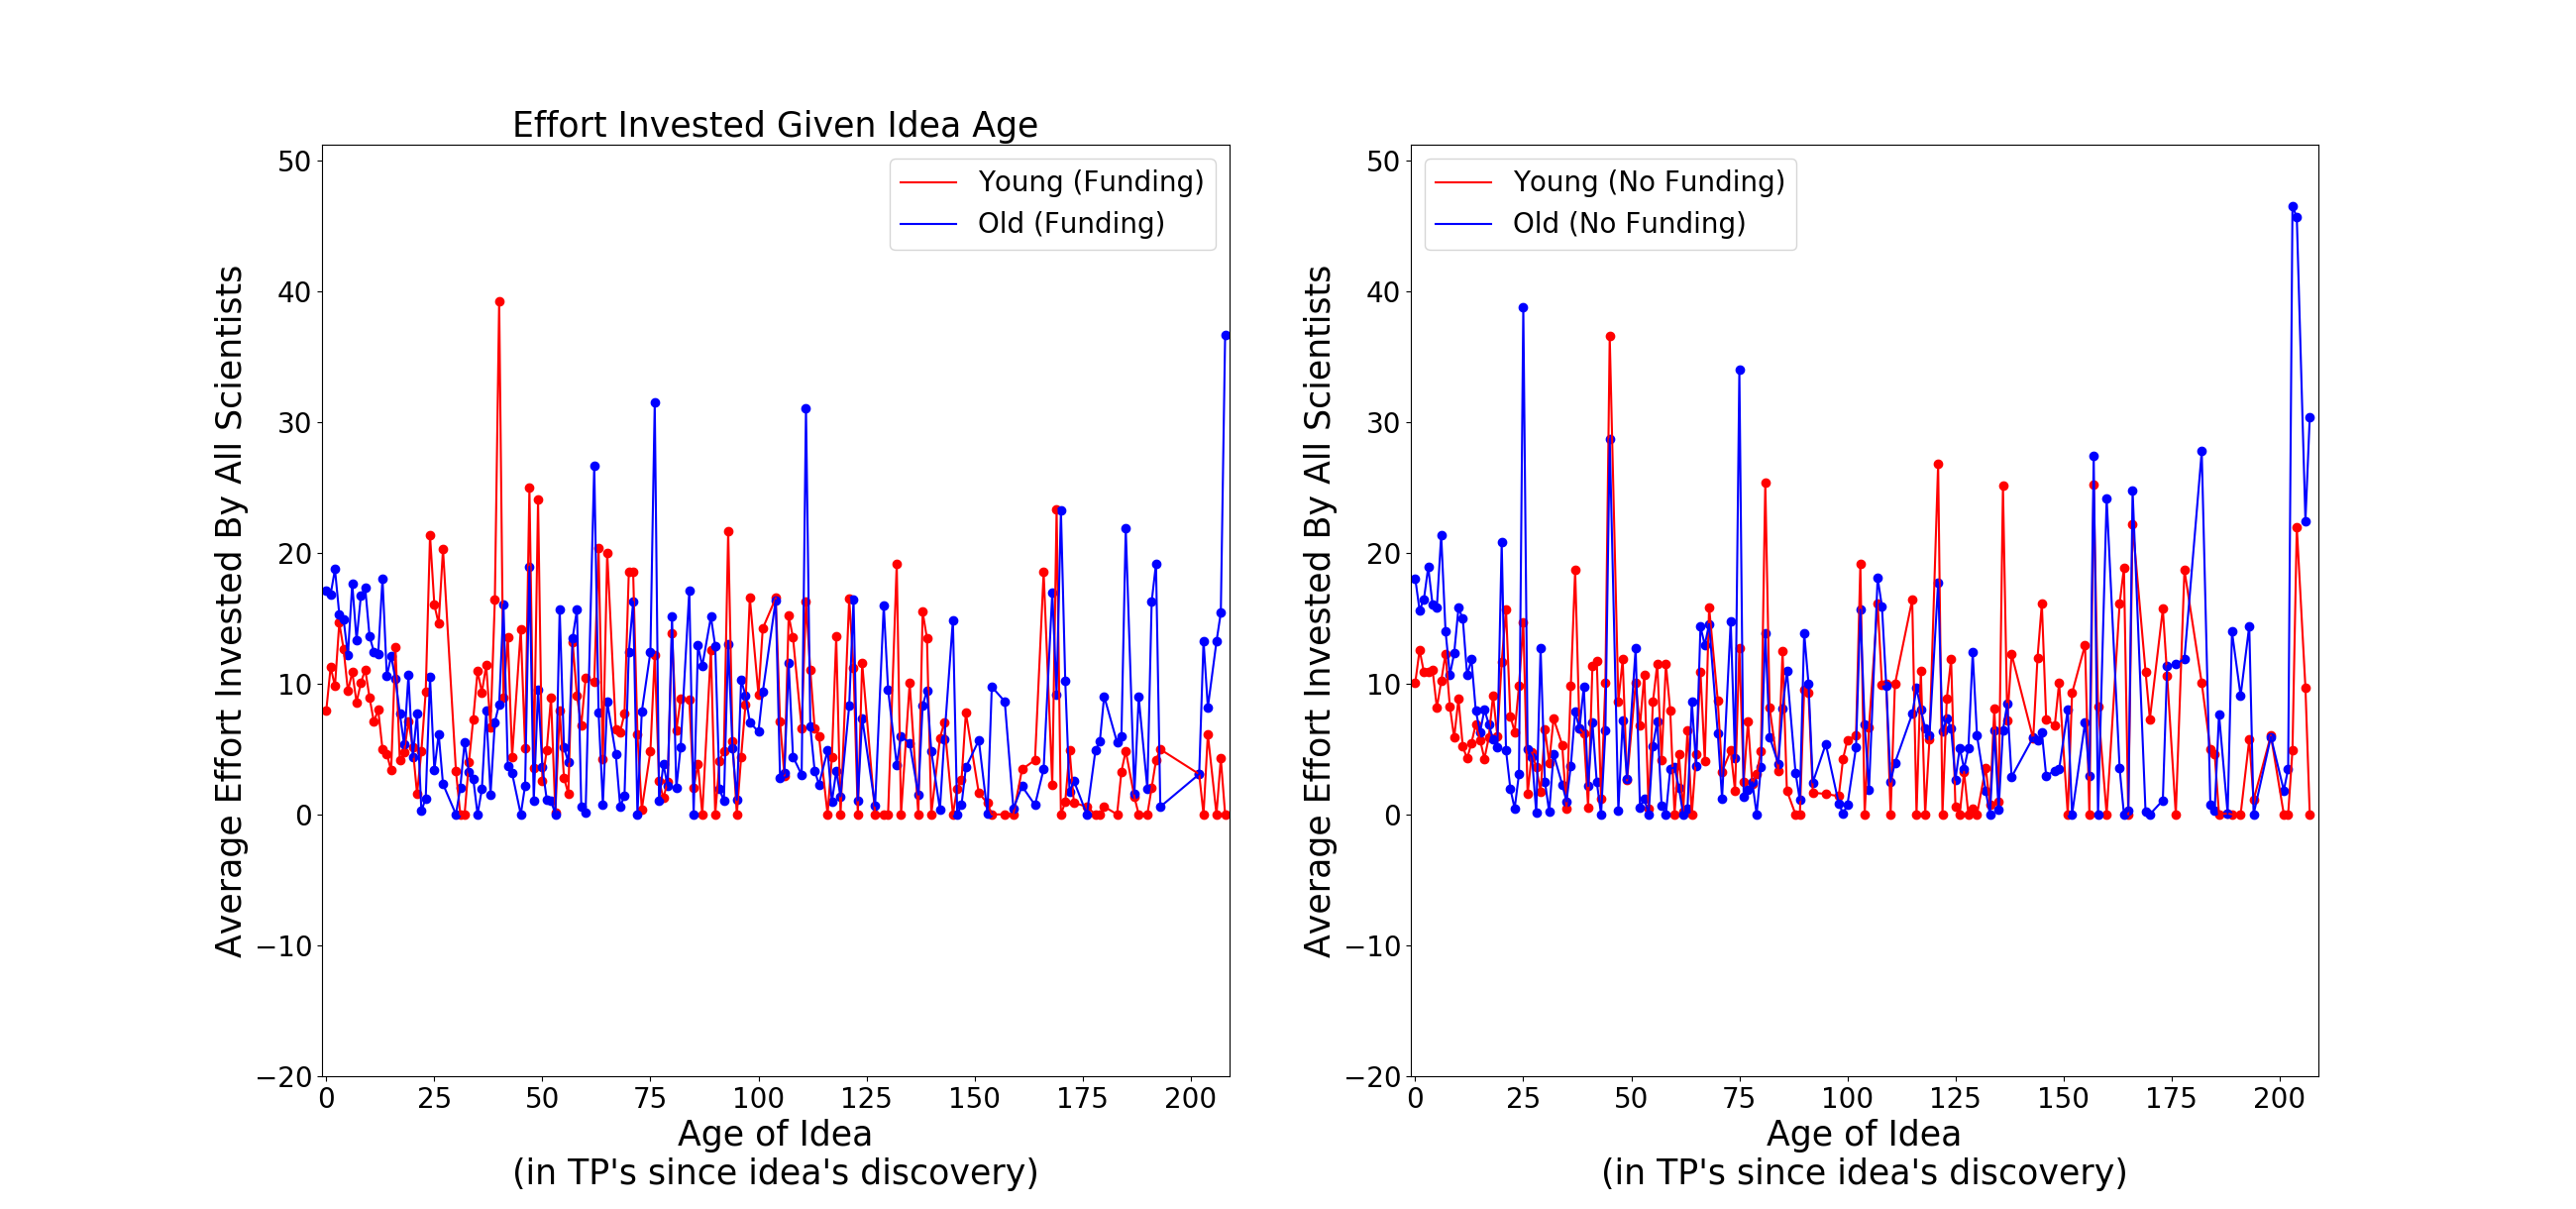 Effort Invested Given Idea Age
Young (Funding)
Old (Funding)
Average Effort Invested By All Scientists
50
40
30
20
10
0
−10
−20
0 25 50 75 100 125 150 175 200
Age of Idea
(in TP's since idea's discovery)
Young (No Funding)
Old (No Funding)
Average Effort Invested By All Scientists
50
40
30
20
10
0
−10
−20
0 25 50 75 100 125 150 175 200
Age of Idea
(in TP's since idea's discovery)